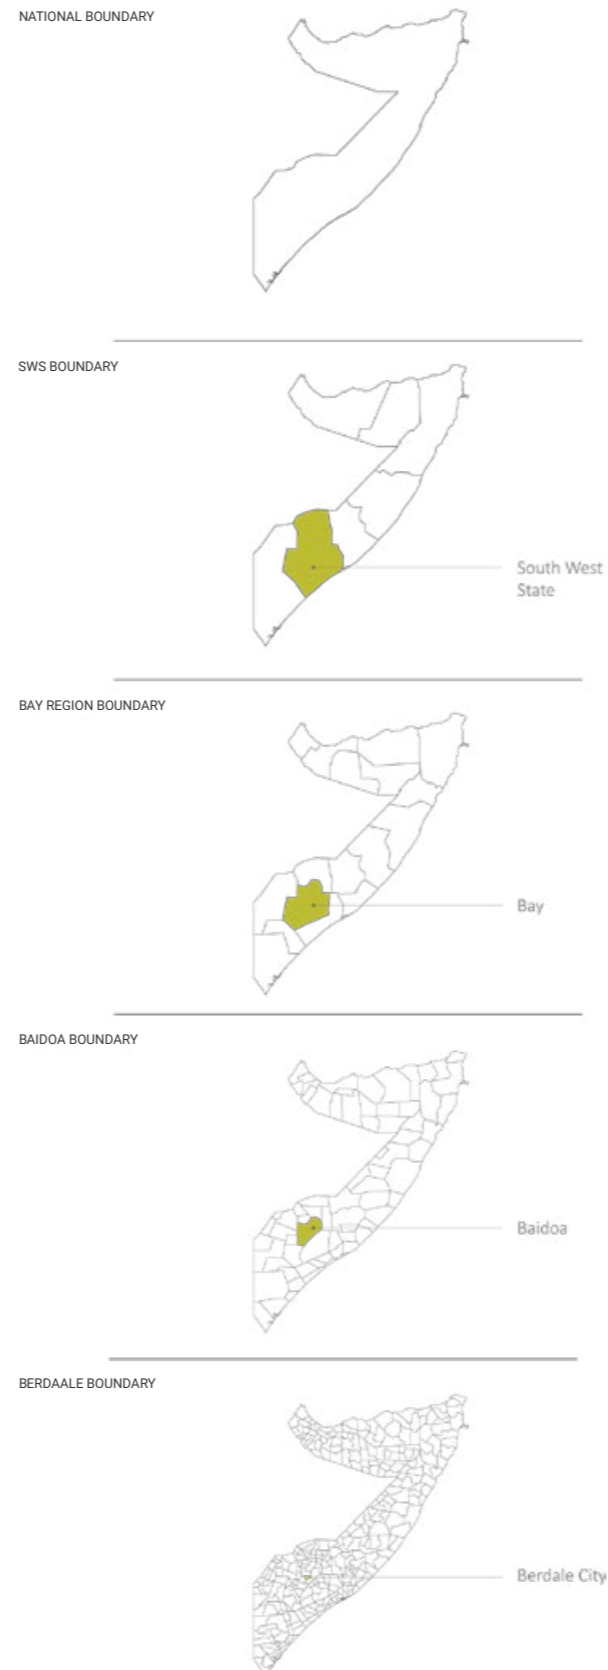 NATIONAL BOUNDARY
SWS BOUNDARY
South West
State
BAY REGION BOUNDARY
Bay
BAIDOA BOUNDARY
Baidoa
BERDAALE BOUNDARY
Berdale City